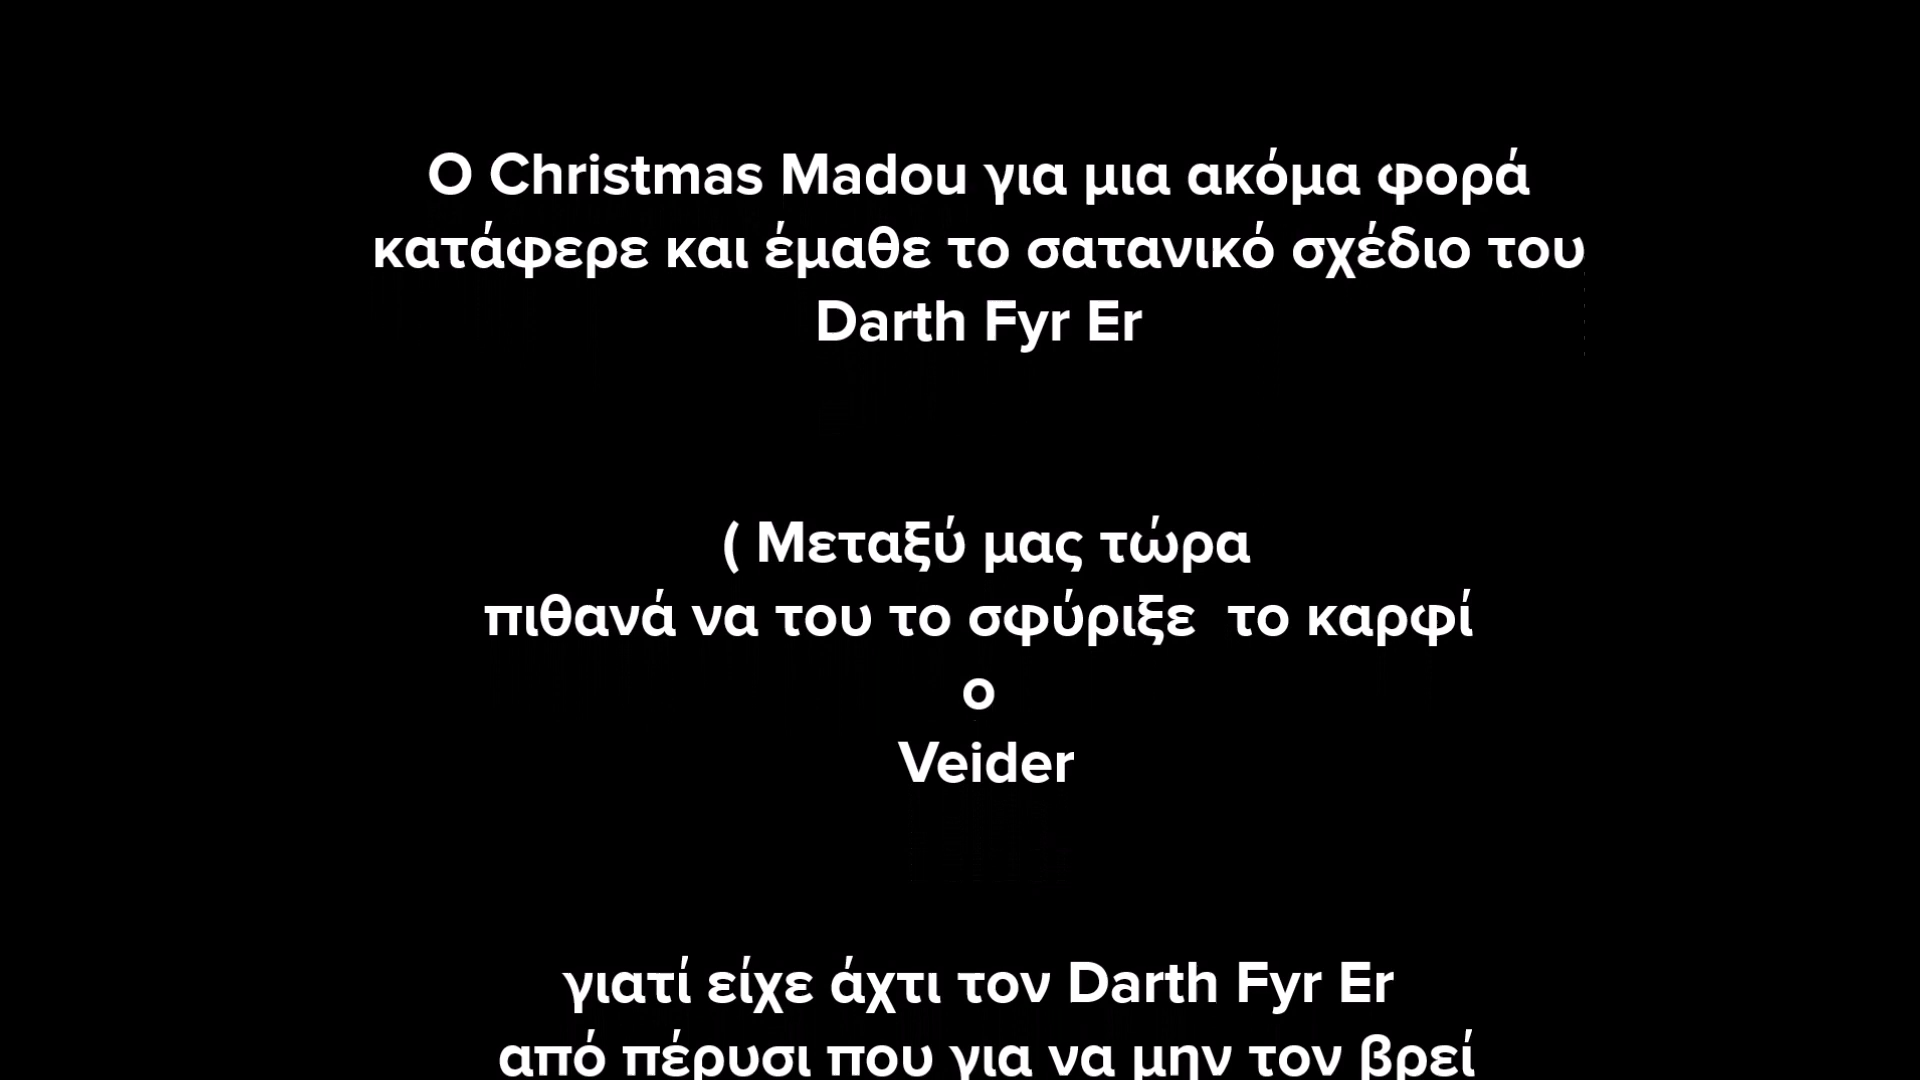 Ο Christmas Madou για μια ακόμα φορά
κατάφερε και έμαθε το σατανικό σχέδιο του
Darth Fyr Er
( Μεταξύ μας τώρα
πιθανά να του το σφύριξε το καρφί
ο
Veider
γιατί είχε άχτι τον Darth Fyr Er
από πέρυσι που για να μην τον βρεί